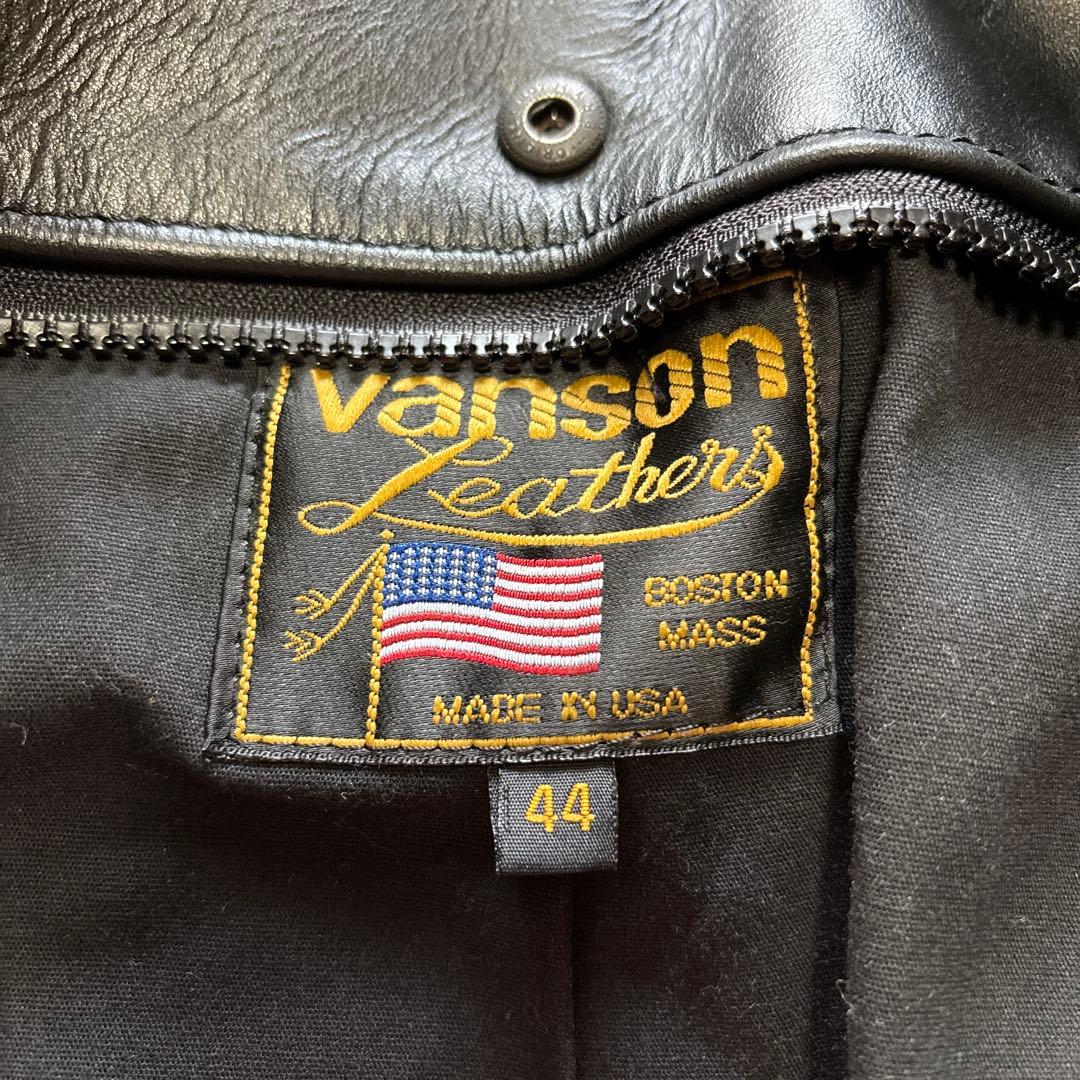 vanson
Leathers
BOSTON
MASS
MADE IN USA
44